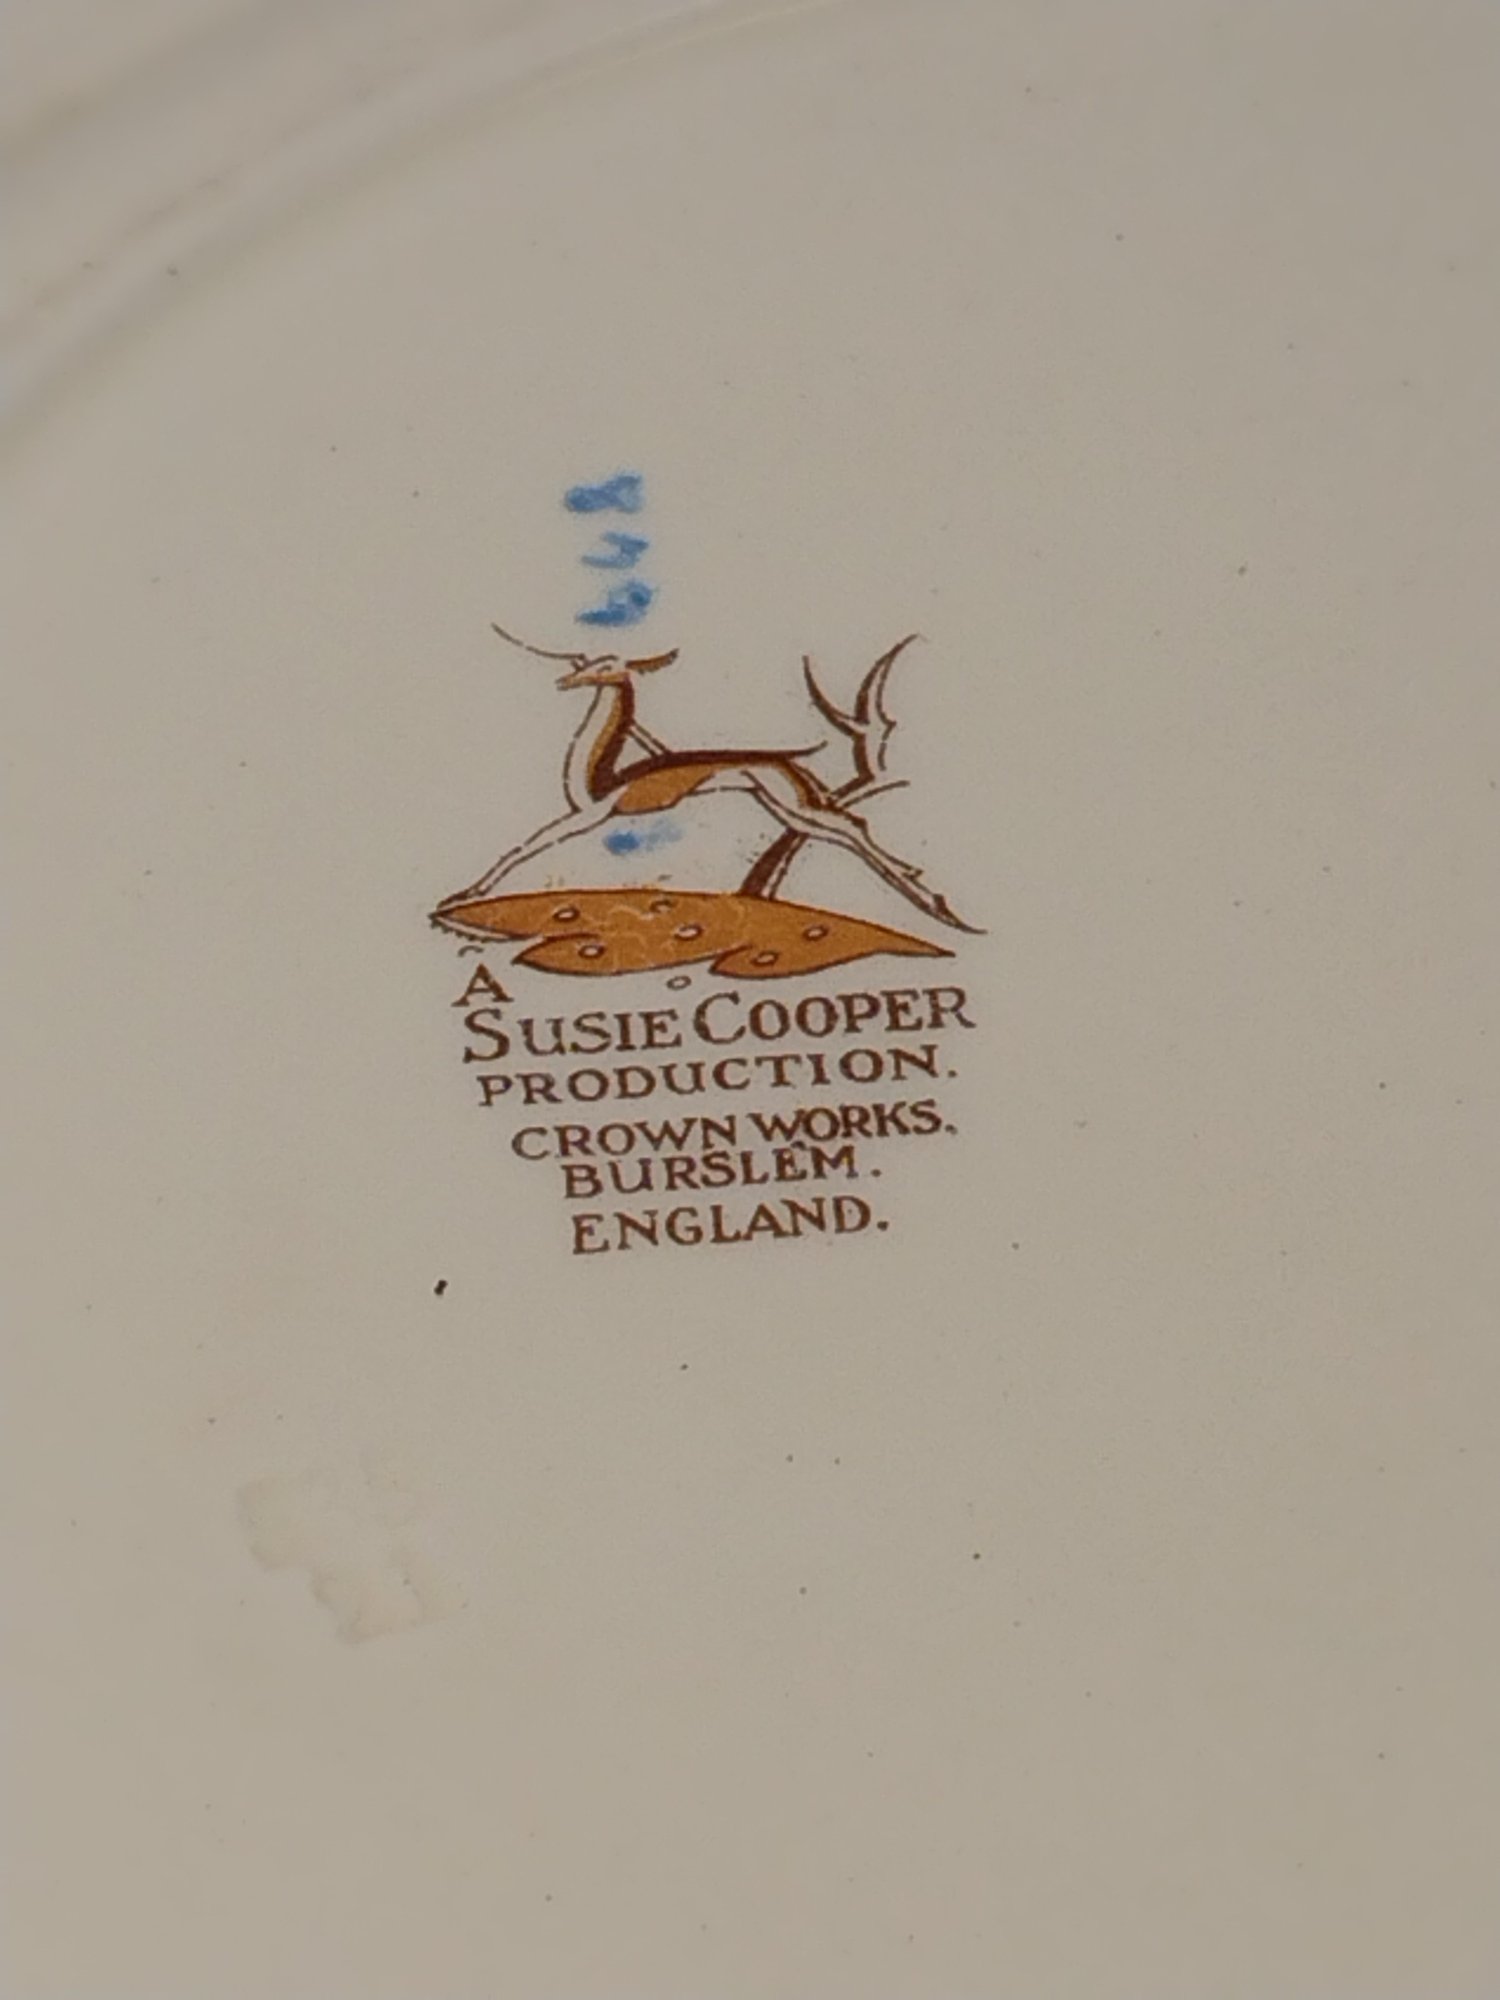 A
SUSIE COOPER
PRODUCTION.
CROWN WORKS.
BURSLEM.
ENGLAND.